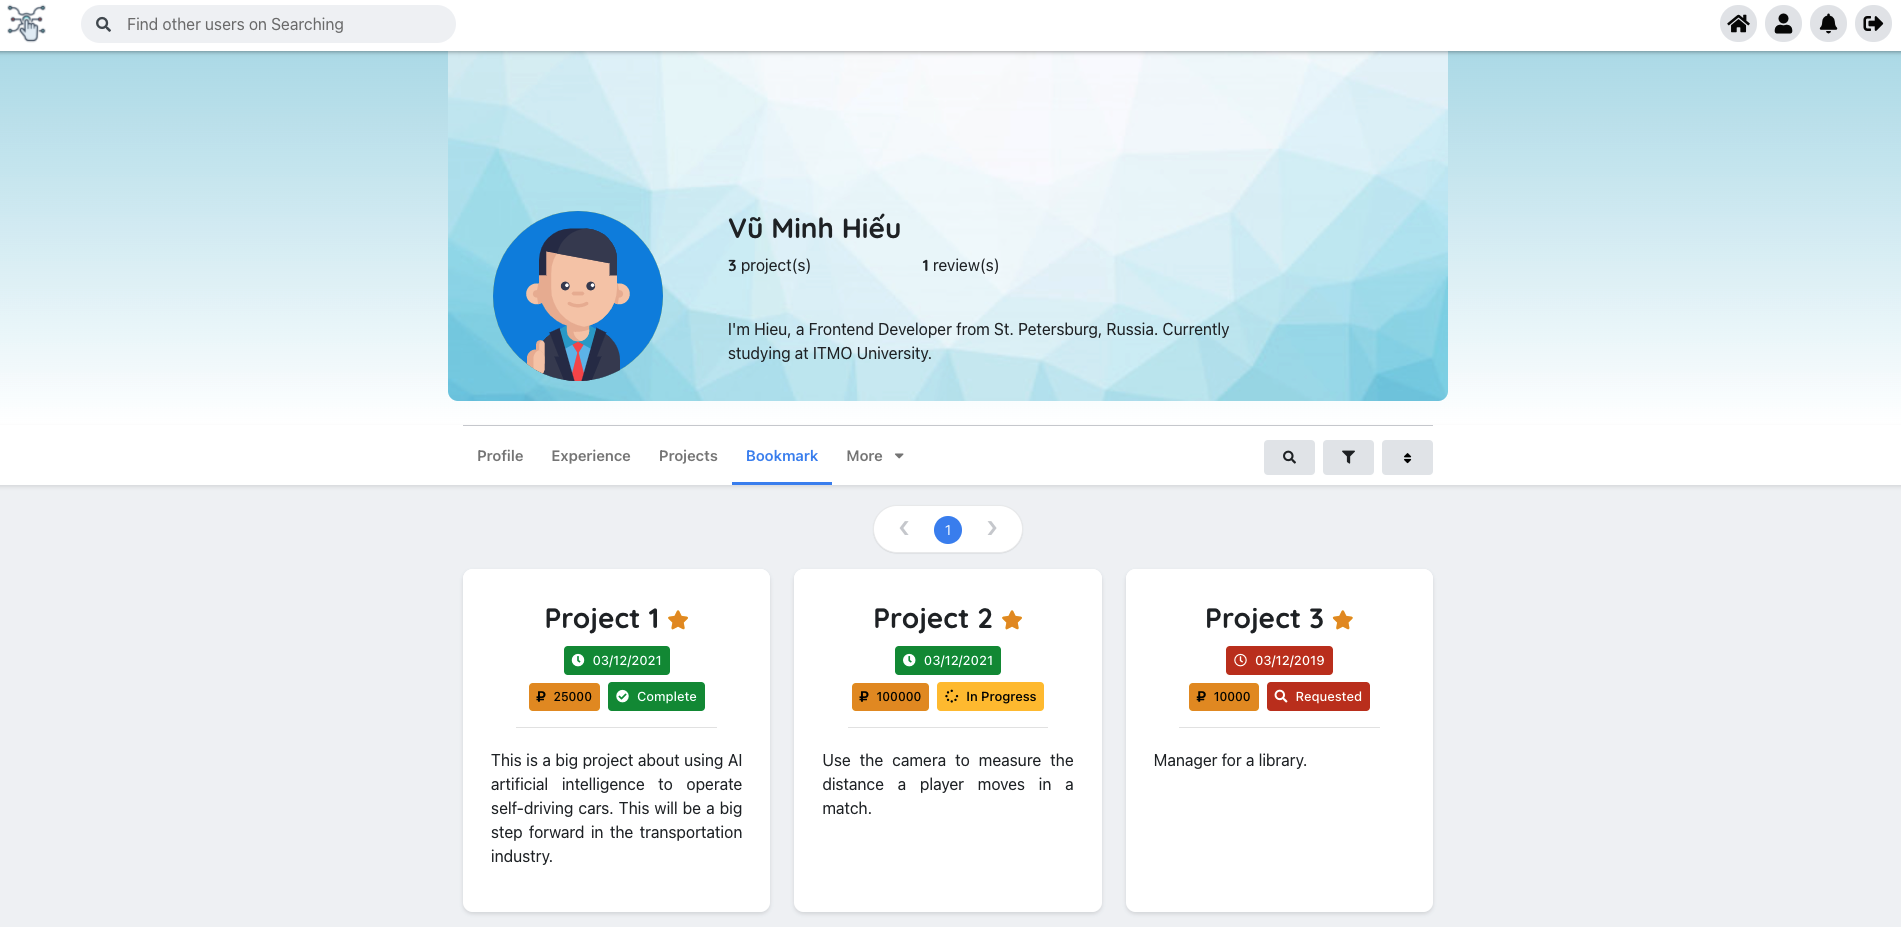 Find other users on Searching
Vũ Minh Hiếu
3 project(s) 1 review(s)
I'm Hieu, a Frontend Developer from St. Petersburg, Russia. Currently
studying at ITMO University.
Profile Experience Projects Bookmark More
1
Project 1
03/12/2021
₽ 25000 Complete
This is a big project about using AI
artificial intelligence to operate
self-driving cars. This will be a big
step forward in the transportation
industry.
Project 2
03/12/2021
₽ 100000 In Progress
Use the camera to measure the
distance a player moves in a
match.
Project 3
03/12/2019
₽ 10000 Requested
Manager for a library.